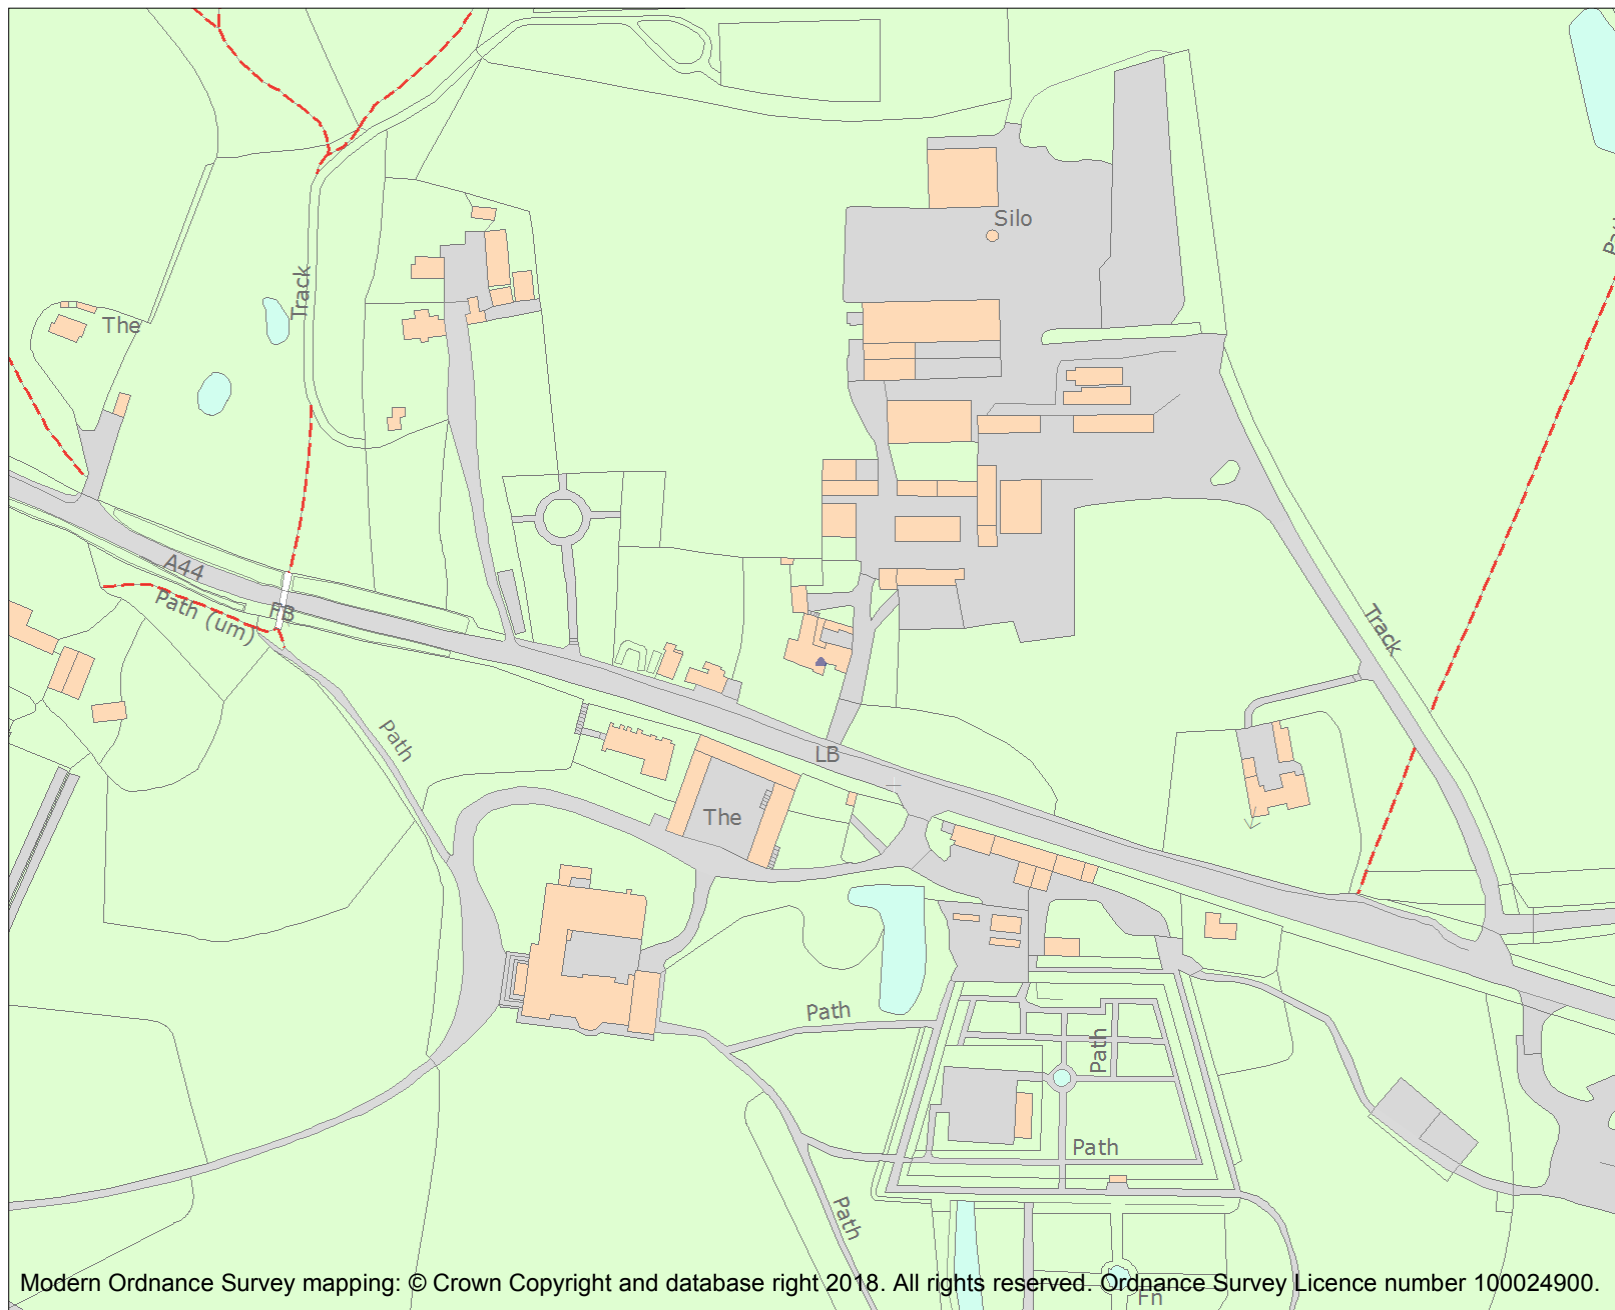 Silo
Track
The
A44
Path (um)
FB
Path
Track
LB
The
Path
Path
Path
Path
Fn
Modern Ordnance Survey mapping: © Crown Copyright and database right 2018. All rights reserved. Ordnance Survey Licence number 100024900.